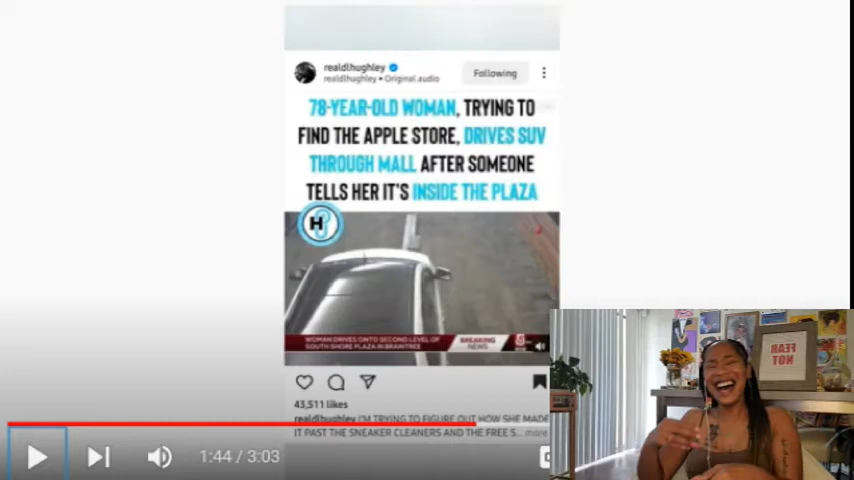 realdlhughley
realdlhughley • Original audio
Following
78-YEAR-OLD WOMAN, TRYING TO
FIND THE APPLE STORE, DRIVES SUV
THROUGH MALL AFTER SOMEONE
TELLS HER IT'S INSIDE THE PLAZA
H
WOMAN DRIVES ONTO SECOND LEVEL OF
SOUTH SHORE PLAZA IN BRAINTREE
BREAKING
NEWS
5
43,511 likes
realdlhughley I'M TRYING TO FIGURE OUT HOW SHE MADE
IT PAST THE SNEAKER CLEANERS AND THE FREE S... more
1:44 / 3:03
FEAR
NOT